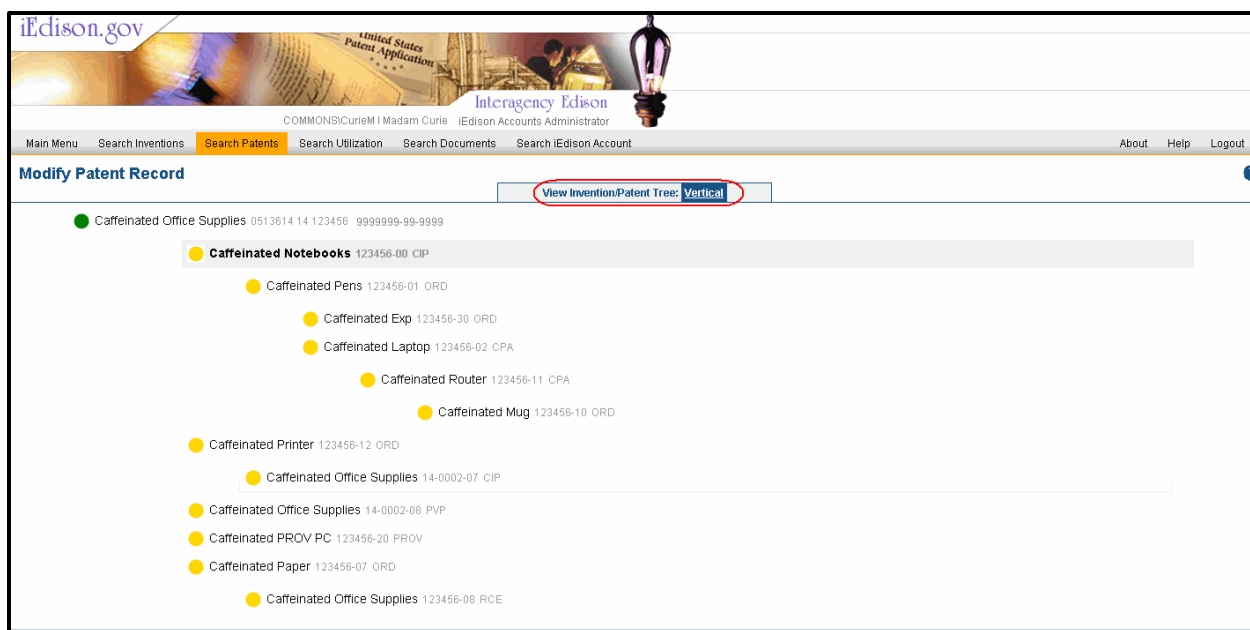 iEdison.gov
United States
Patent Application
Interagency Edison
COMMONS\CurieM | Madam Curie iEdison Accounts Administrator
Main Menu Search Inventions Search Patents Search Utilization Search Documents Search iEdison Account About Help Logout
Modify Patent Record
View Invention/Patent Tree: Vertical
Caffeinated Office Supplies 0513614 14 123456 9999999-99-9999
Caffeinated Notebooks 123456-00 CIP
Caffeinated Pens 123456-01 ORD
Caffeinated Exp 123456-30 ORD
Caffeinated Laptop 123456-02 CPA
Caffeinated Router 123456-11 CPA
Caffeinated Mug 123456-10 ORD
Caffeinated Printer 123456-12 ORD
Caffeinated Office Supplies 14-0002-07 CIP
Caffeinated Office Supplies 14-0002-08 PVP
Caffeinated PROV PC 123456-20 PROV
Caffeinated Paper 123456-07 ORD
Caffeinated Office Supplies 123456-08 RCE